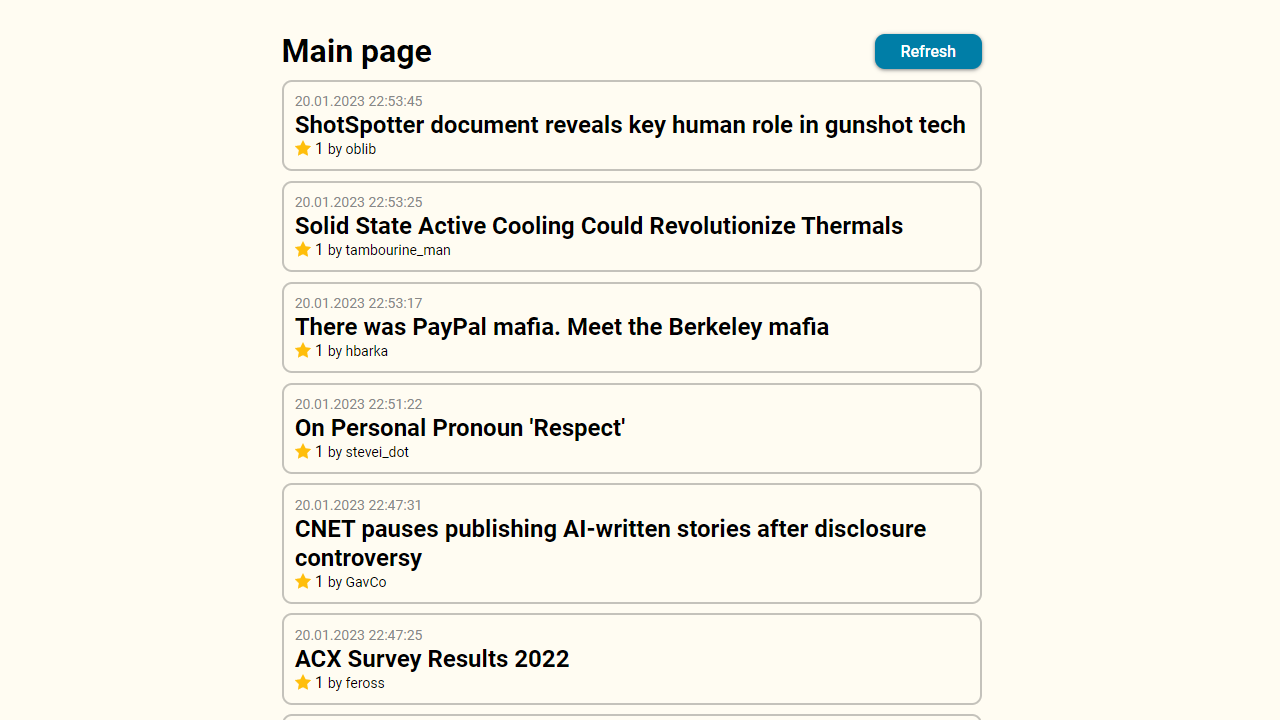 Main page
Refresh
20.01.2023 22:53:45
ShotSpotter document reveals key human role in gunshot tech
1 by oblib
20.01.2023 22:53:25
Solid State Active Cooling Could Revolutionize Thermals
1 by tambourine_man
20.01.2023 22:53:17
There was PayPal mafia. Meet the Berkeley mafia
1 by hbarka
20.01.2023 22:51:22
On Personal Pronoun 'Respect'
1 by stevei_dot
20.01.2023 22:47:31
CNET pauses publishing AI-written stories after disclosure
controversy
1 by GavCo
20.01.2023 22:47:25
ACX Survey Results 2022
1 by feross